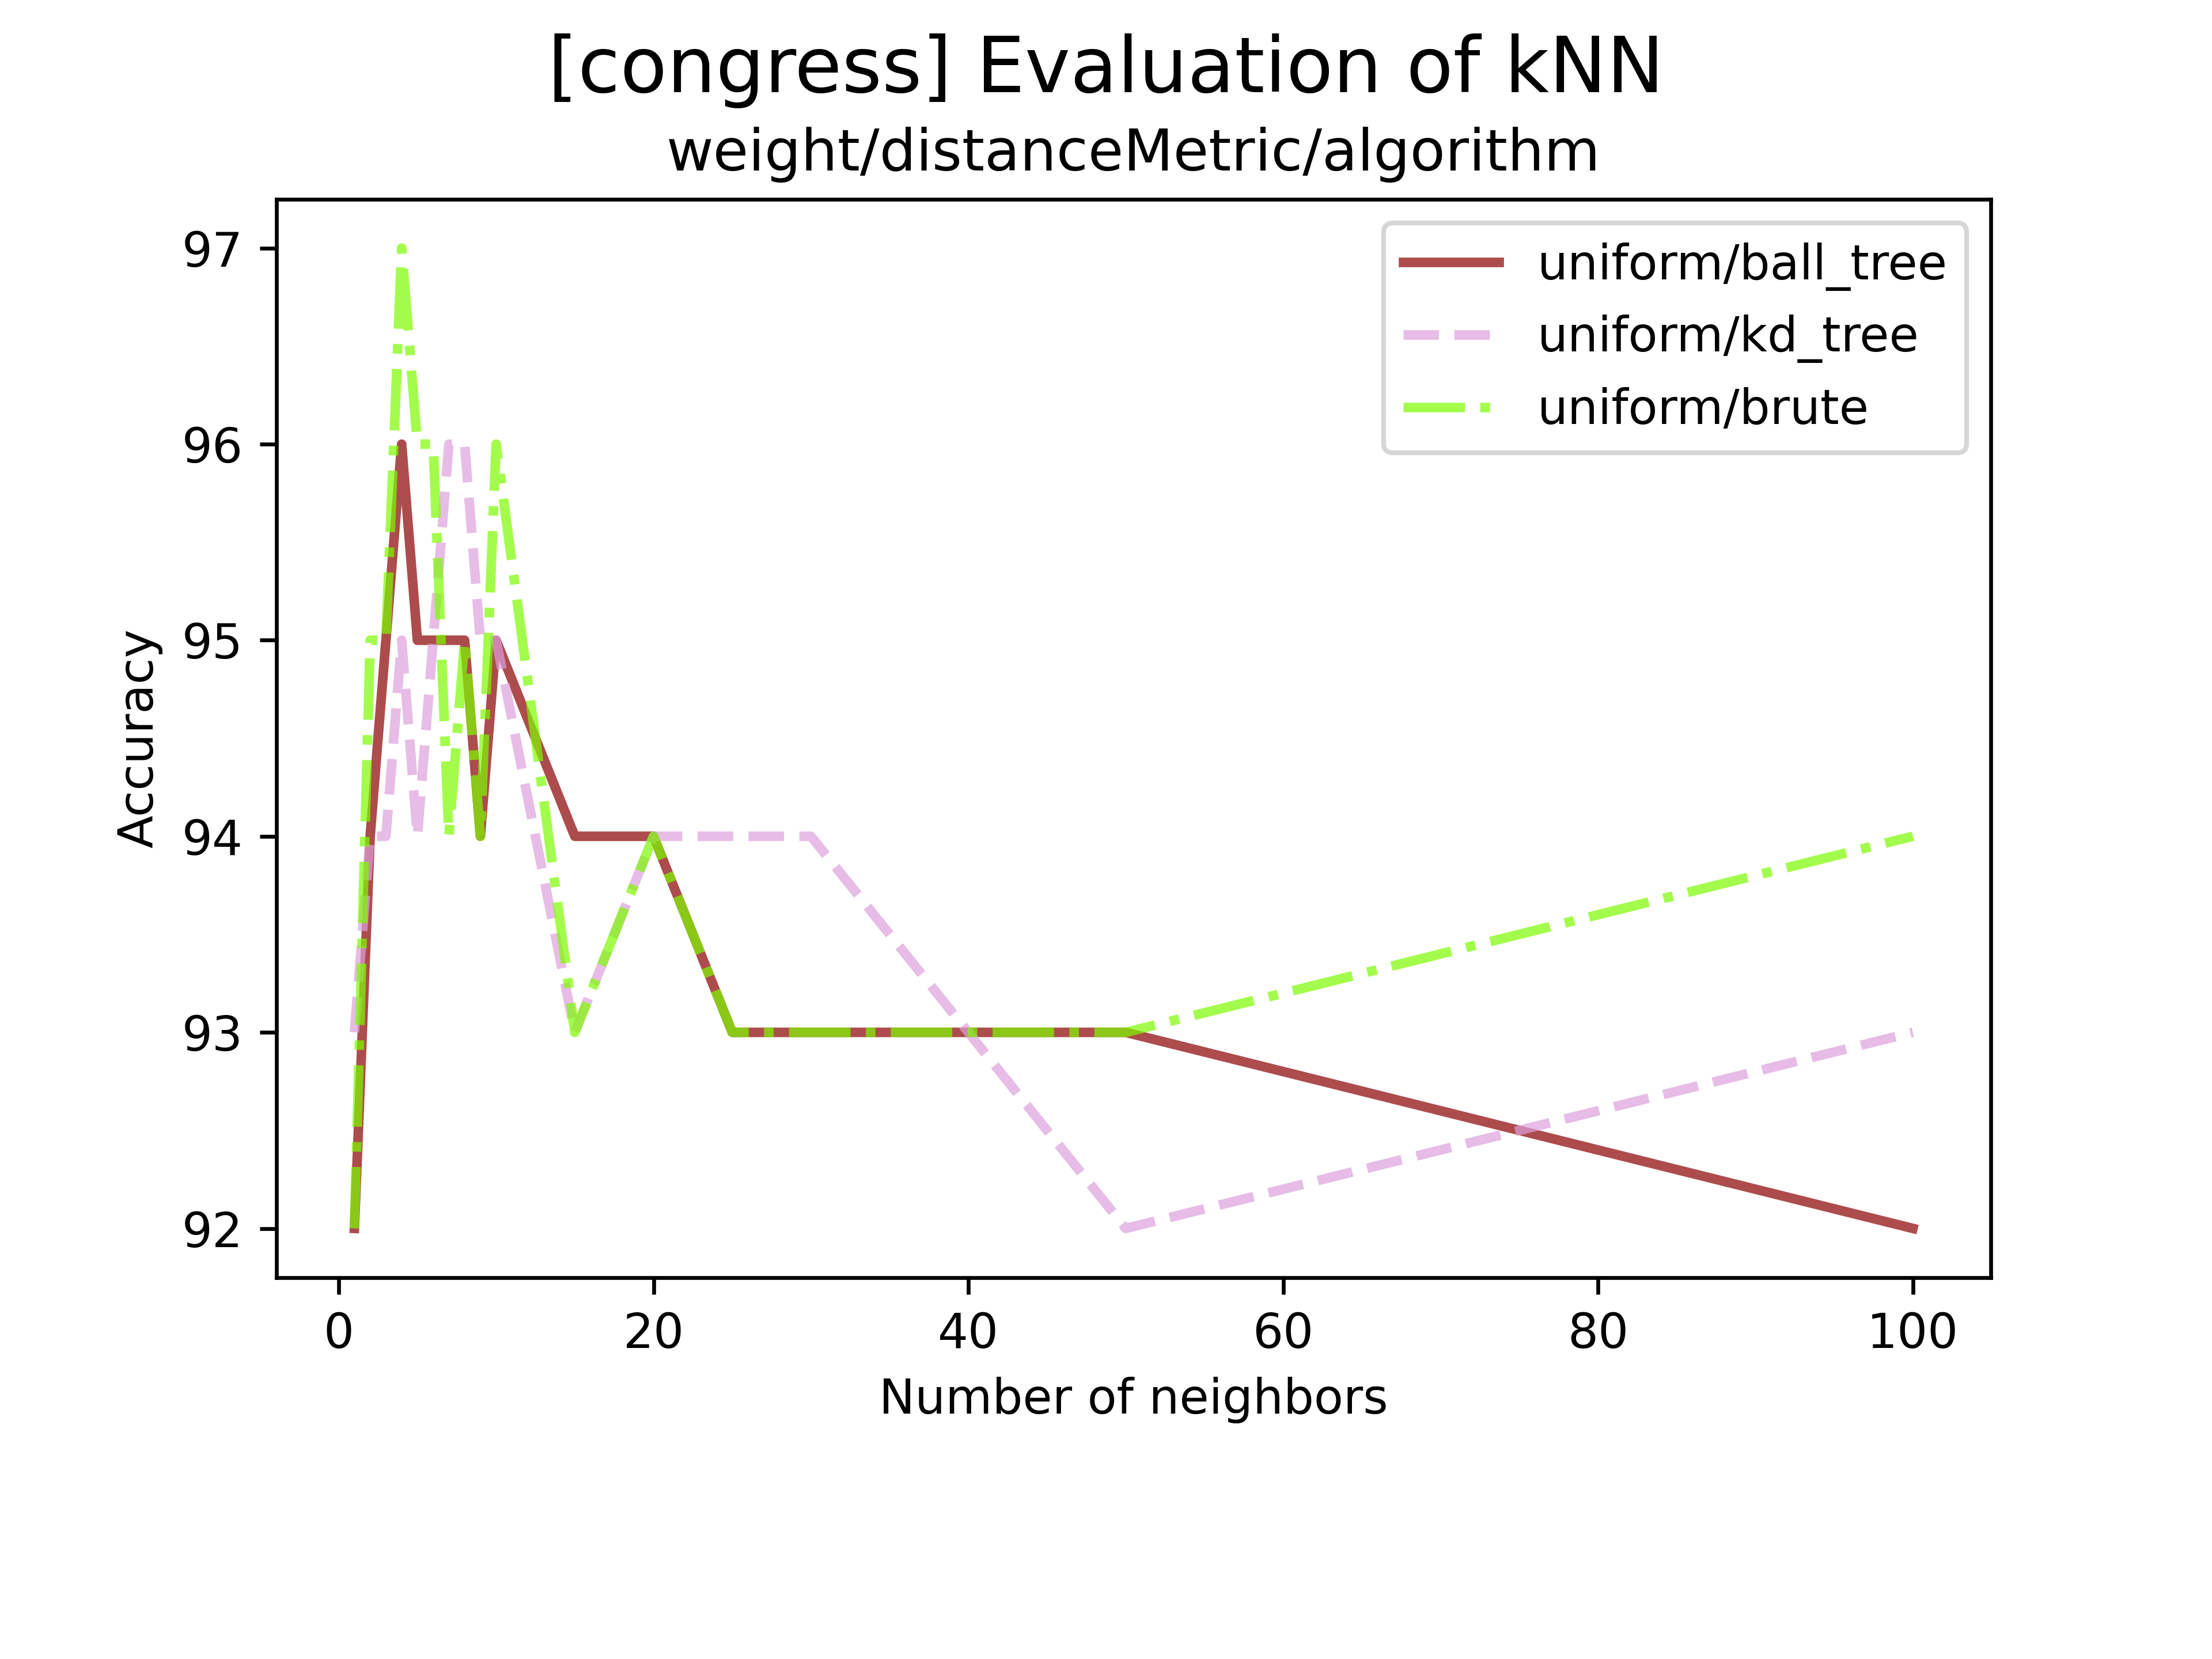 [congress] Evaluation of kNN
weight/distanceMetric/algorithm
97
96
95
94
93
92
Accuracy
uniform/ball_tree
uniform/kd_tree
uniform/brute
0 20 40 60 80 100
Number of neighbors